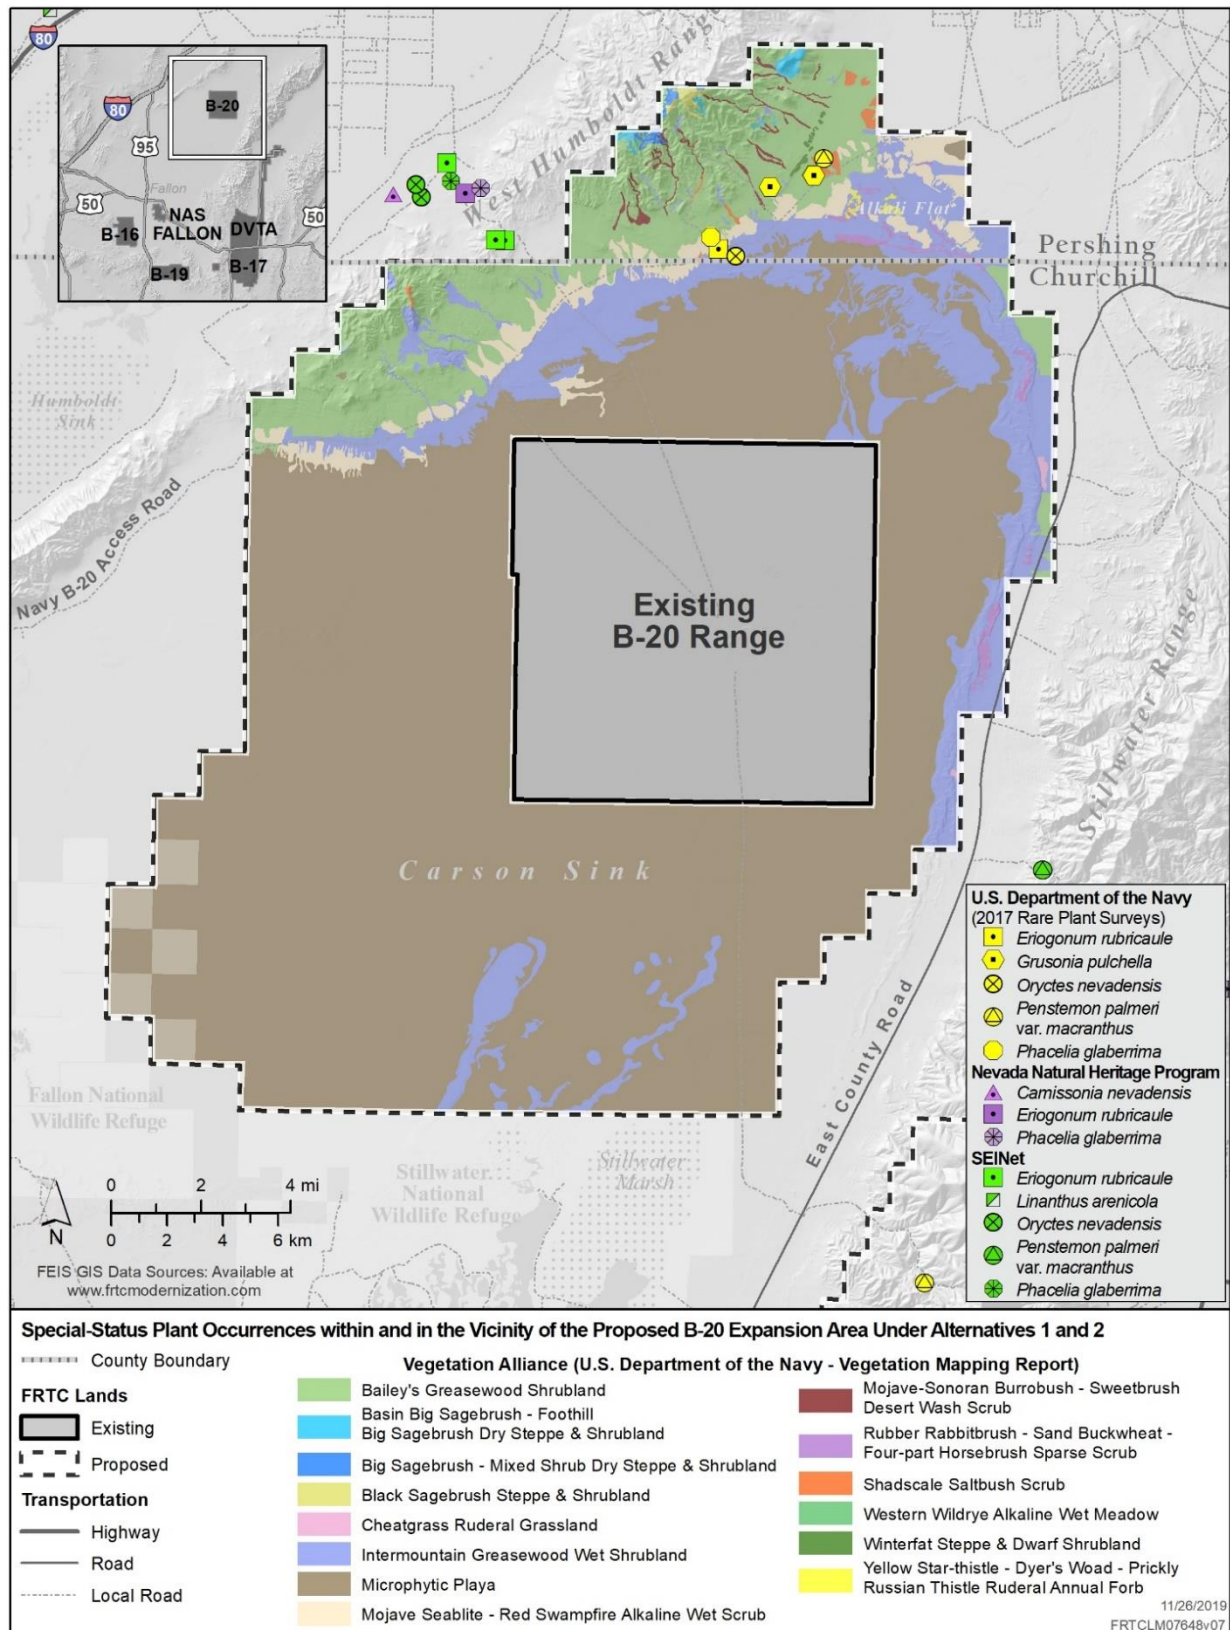 80
West Humboldt Range
80
B-20
95
50
Fallon
NAS
FALLON
DVTA
50
B-16
B-19
B-17
Alkali Flat
Pershing
Churchill
Humboldt
Sink
Navy B-20 Access Road
Existing
B-20 Range
Stillwater Range
Carson Sink
East County Road
Fallon National
Wildlife Refuge
Stillwater
National
Wildlife Refuge
Stillwater
Marsh
0 2 4 mi
0 2 4 6 km
N
FEIS GIS Data Sources: Available at
www.frtcmodernization.com
U.S. Department of the Navy
(2017 Rare Plant Surveys)
Eriogonum rubricaule
Grusonia pulchella
Oryctes nevadensis
Penstemon palmeri
var. macranthus
Phacelia glaberrima
Nevada Natural Heritage Program
Camissonia nevadensis
Eriogonum rubricaule
Phacelia glaberrima
SEINet
Eriogonum rubricaule
Linanthus arenicola
Oryctes nevadensis
Penstemon palmeri
var. macranthus
Phacelia glaberrima
Special-Status Plant Occurrences within and in the Vicinity of the Proposed B-20 Expansion Area Under Alternatives 1 and 2
County Boundary
FRTC Lands
Existing
Proposed
Transportation
Highway
Road
Local Road
Vegetation Alliance (U.S. Department of the Navy - Vegetation Mapping Report)
Bailey's Greasewood Shrubland
Basin Big Sagebrush - Foothill
Big Sagebrush Dry Steppe & Shrubland
Big Sagebrush - Mixed Shrub Dry Steppe & Shrubland
Black Sagebrush Steppe & Shrubland
Cheatgrass Ruderal Grassland
Intermountain Greasewood Wet Shrubland
Microphytic Playa
Mojave Seablite - Red Swampfire Alkaline Wet Scrub
Mojave-Sonoran Burrobush - Sweetbrush
Desert Wash Scrub
Rubber Rabbitbrush - Sand Buckwheat -
Four-part Horsebrush Sparse Scrub
Shadscale Saltbush Scrub
Western Wildrye Alkaline Wet Meadow
Winterfat Steppe & Dwarf Shrubland
Yellow Star-thistle - Dyer's Woad - Prickly
Russian Thistle Ruderal Annual Forb
11/26/2019
FRTCLM07648v07